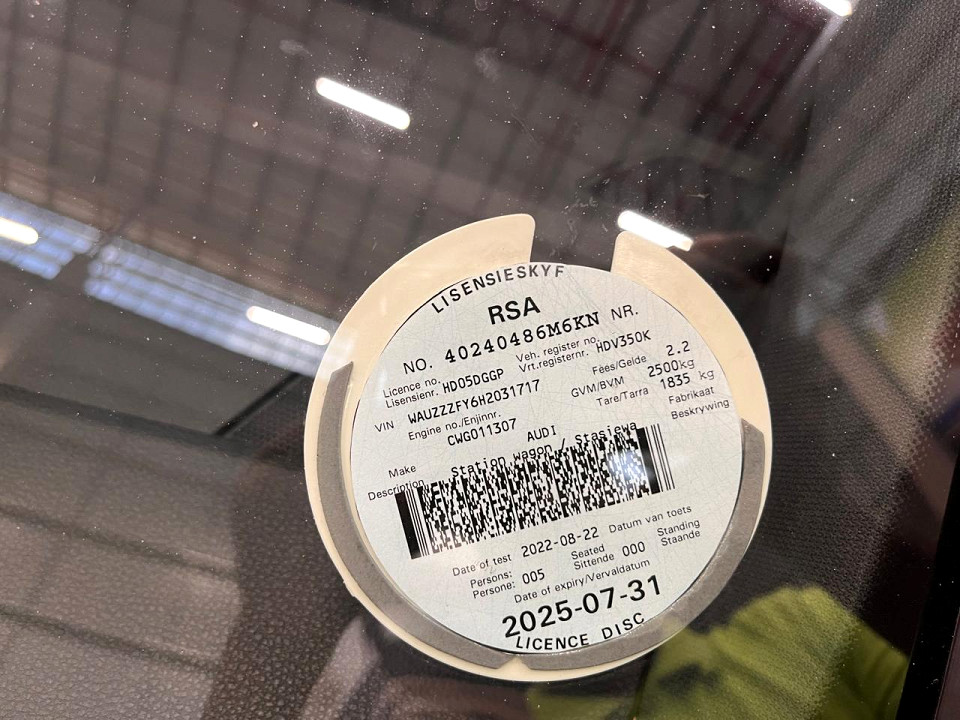 LISENSIESKYF
RSA
NO. 40240486M6KN NR.
Licence no. Veh. register no.
Lisensienr. HD05DGGP Vrt.registernr. HDV350K
VIN WAUZZZFY6H2031717 Fees/Gelde 2.2
Engine no./Enjinnr. GVM/BVM 2500kg
CWG011307 Tare/Tarra 1835 kg
Make AUDI Fabrikaat
Description Station wagon / Stasiewa Beskrywing
Date of test 2022-08-22 Datum van toets
Persons: Seated Standing
Persone: 005 Sittende 000 Staande
Date of expiry/Vervaldatum
2025-07-31
LICENCE DISC